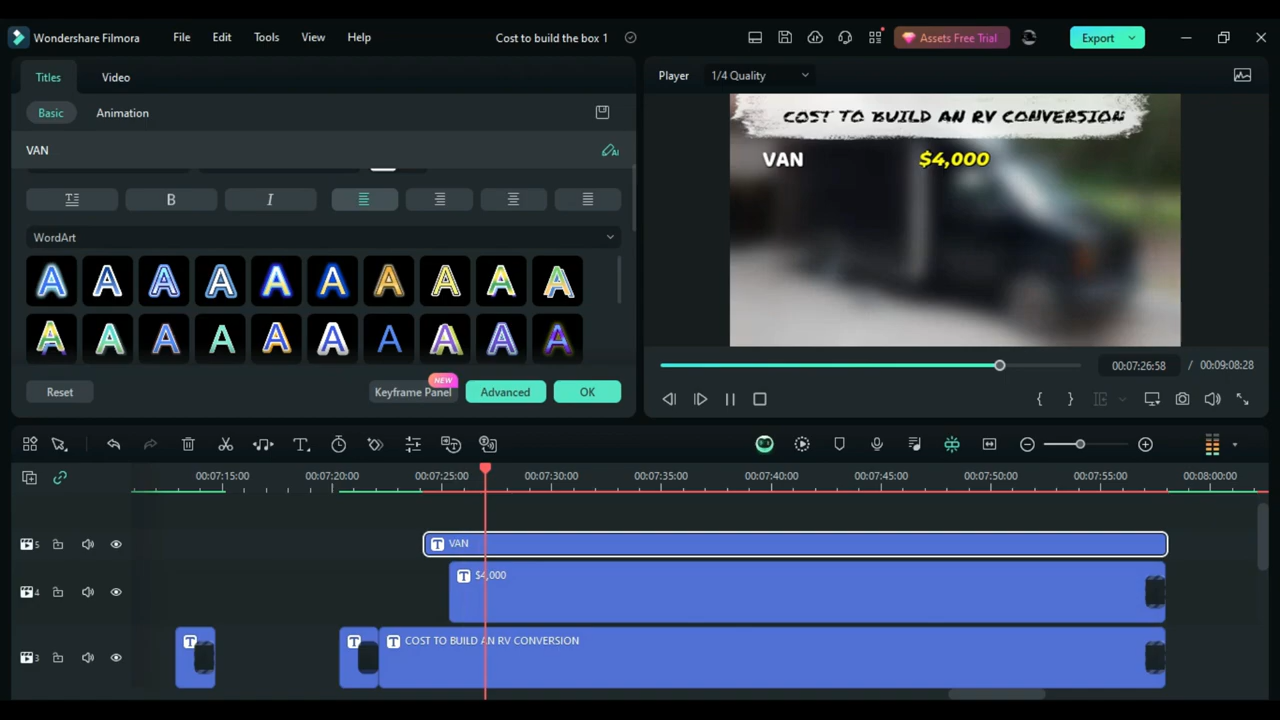 Wondershare Filmora File Edit Tools View Help Cost to build the box 1 Assets Free Trial Export
Titles Video
Player 1/4 Quality
Basic Animation
VAN
COST TO BUILD AN RV CONVERSION
VAN $4,000
B I
WordArt
A A A A A A A A A A
A A A A A A A A A A
00:07:26:58 / 00:09:08:28
NEW
Reset Keyframe Panel Advanced OK
00:07:15:00 00:07:20:00 00:07:25:00 00:07:30:00 00:07:35:00 00:07:40:00 00:07:45:00 00:07:50:00 00:07:55:00 00:08:00:00
5 T VAN
4 T $4,000
3 T T T COST TO BUILD AN RV CONVERSION